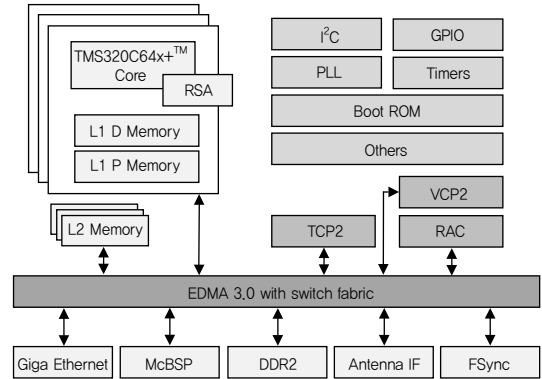 TMS320C64x+TM
Core
RSA
L1 D Memory
L1 P Memory
L2 Memory
I2C
GPIO
PLL
Timers
Boot ROM
Others
VCP2
TCP2
RAC
EDMA 3.0 with switch fabric
Giga Ethernet
McBSP
DDR2
Antenna IF
FSync